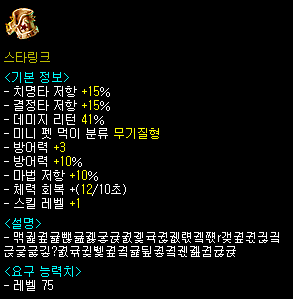 스타링크
<기본 정보>
- 치명타 저항 +15%
- 결정타 저항 +15%
- 데미지 리턴 41%
- 미니 펫 먹이 분류 무기질형
- 방어력 +3
- 방어력 +10%
- 마법 저항 +10%
- 체력 회복 +(12/10초)
- 스킬 레벨 +1
<설명>
<요구 능력치>
- 레벨 75